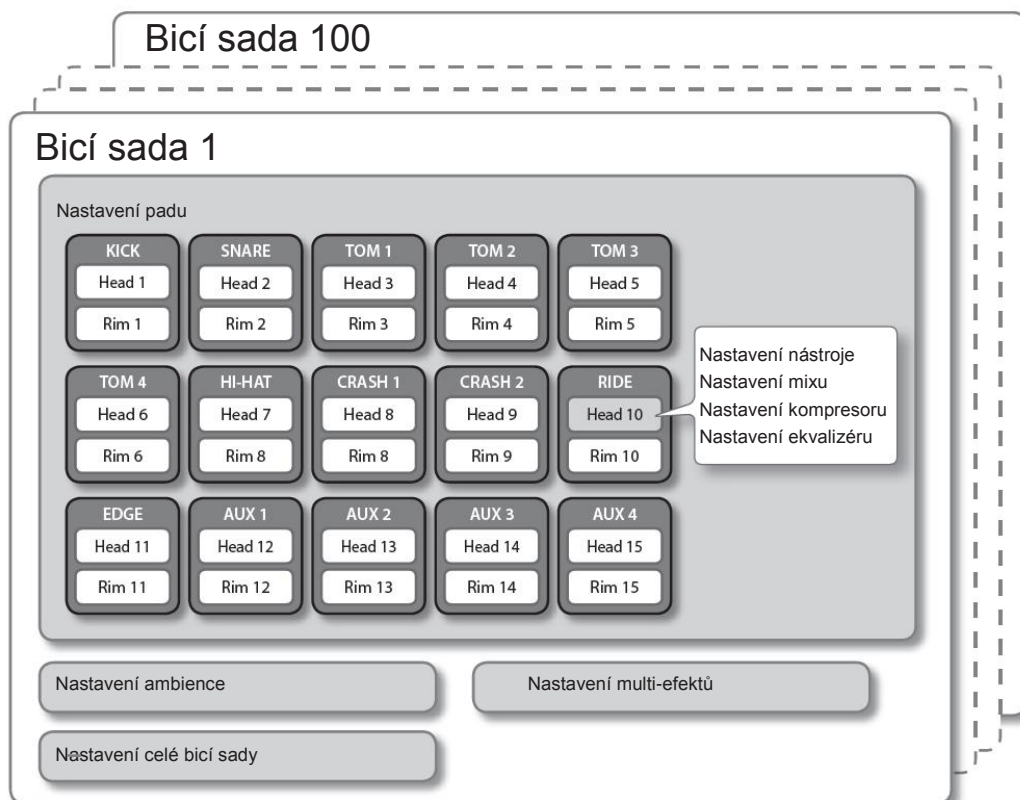 Bicí sada 100
Bicí sada 1
Nastavení padu
KICK SNARE TOM 1 TOM 2 TOM 3
Head 1 Head 2 Head 3 Head 4 Head 5
Rim 1 Rim 2 Rim 3 Rim 4 Rim 5
TOM 4 HI-HAT CRASH 1 CRASH 2 RIDE
Head 6 Head 7 Head 8 Head 9 Head 10
Rim 6 Rim 8 Rim 8 Rim 9 Rim 10
Nastavení nástroje
Nastavení mixu
Nastavení kompresoru
Nastavení ekvalizéru
EDGE AUX 1 AUX 2 AUX 3 AUX 4
Head 11 Head 12 Head 13 Head 14 Head 15
Rim 11 Rim 12 Rim 13 Rim 14 Rim 15
Nastavení ambience Nastavení multi-efektů
Nastavení celé bicí sady